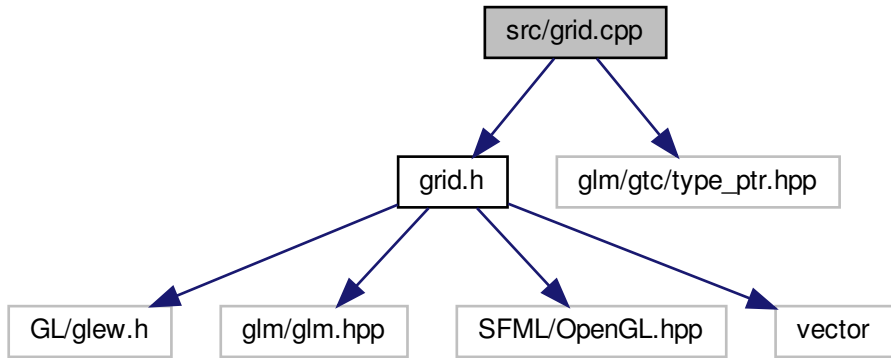 src/grid.cpp
grid.h
glm/gtc/type_ptr.hpp
GL/glew.h
glm/glm.hpp
SFML/OpenGL.hpp
vector